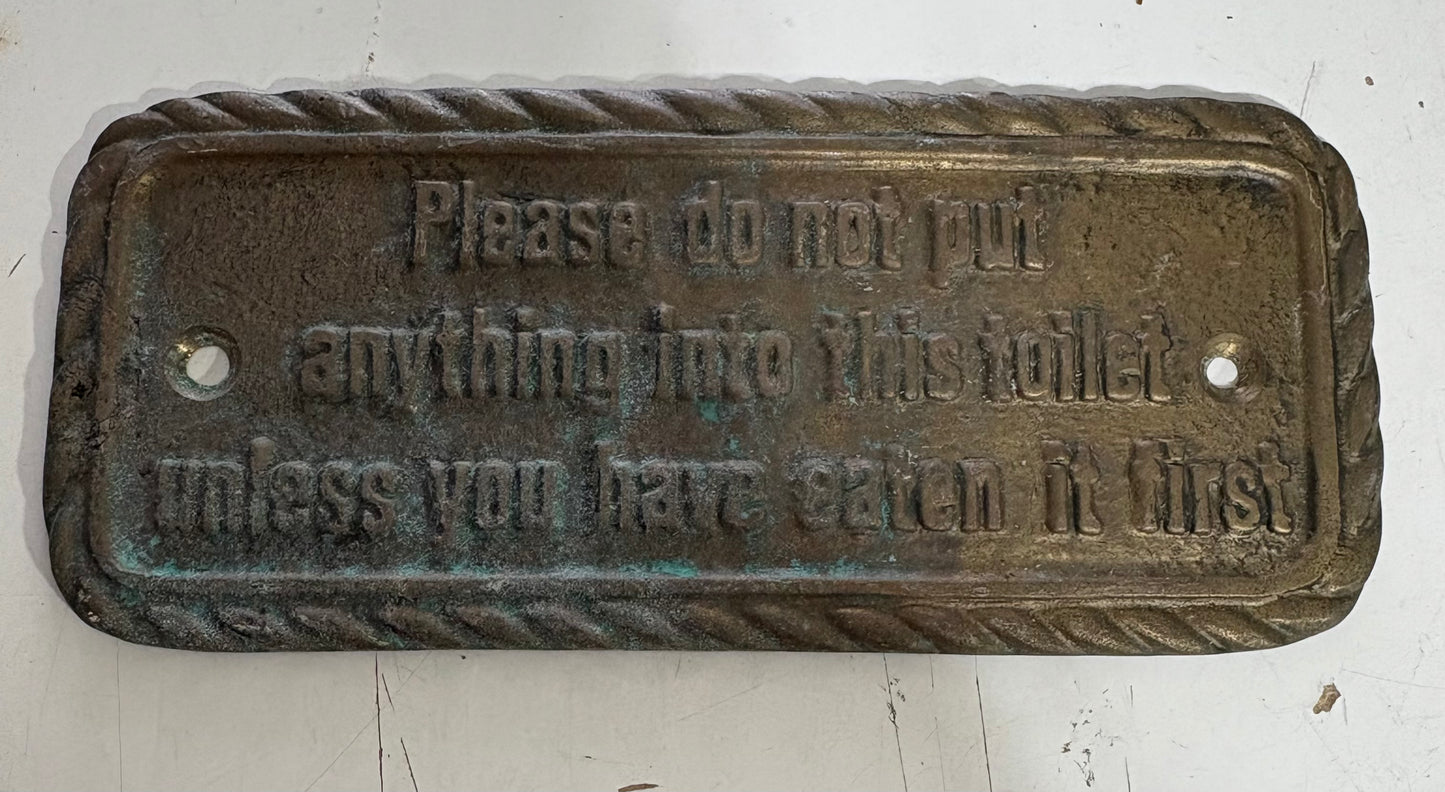 Please do not put
anything into this toilet
unless you have eaten it first